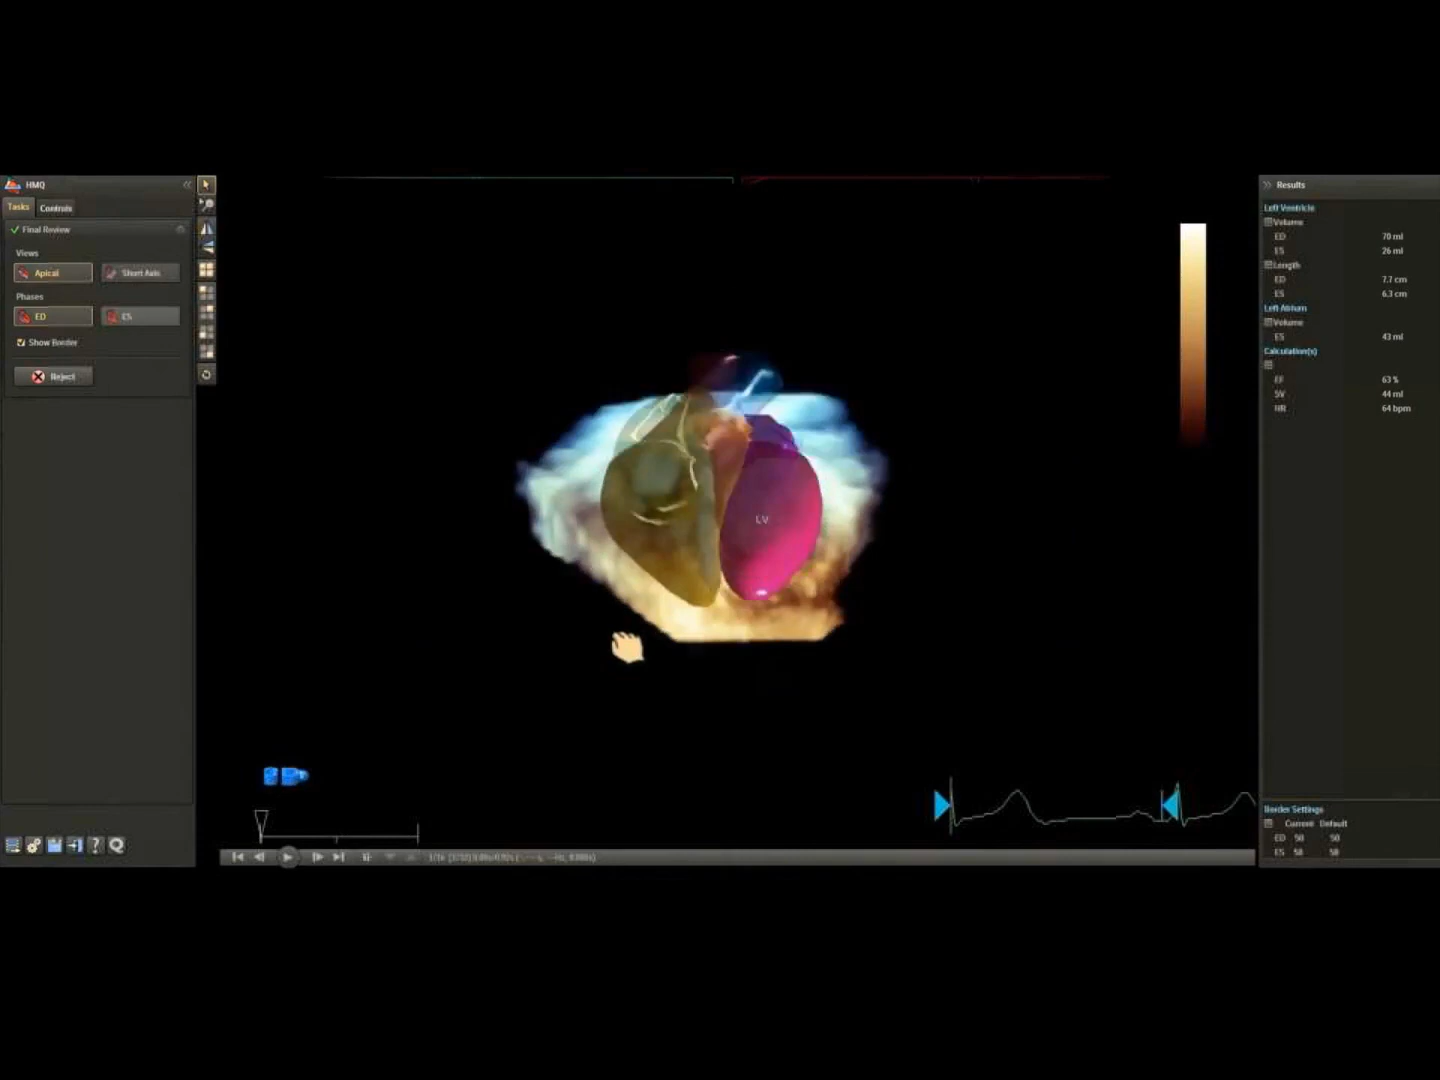 HMQ
Tasks Controls
Final Review
Views
Apical Short Axis
Phases
ED ES
Show Border
Reject
LV
Results
Left Ventricle
Volume
ED 70 ml
ES 26 ml
Length
ED 7.7 cm
ES 6.3 cm
Left Atrium
Volume
ES 43 ml
Calculation(s)
EF 63 %
SV 44 ml
HR 64 bpm
Border Settings
Current Default
ED 50 50
ES 50 50